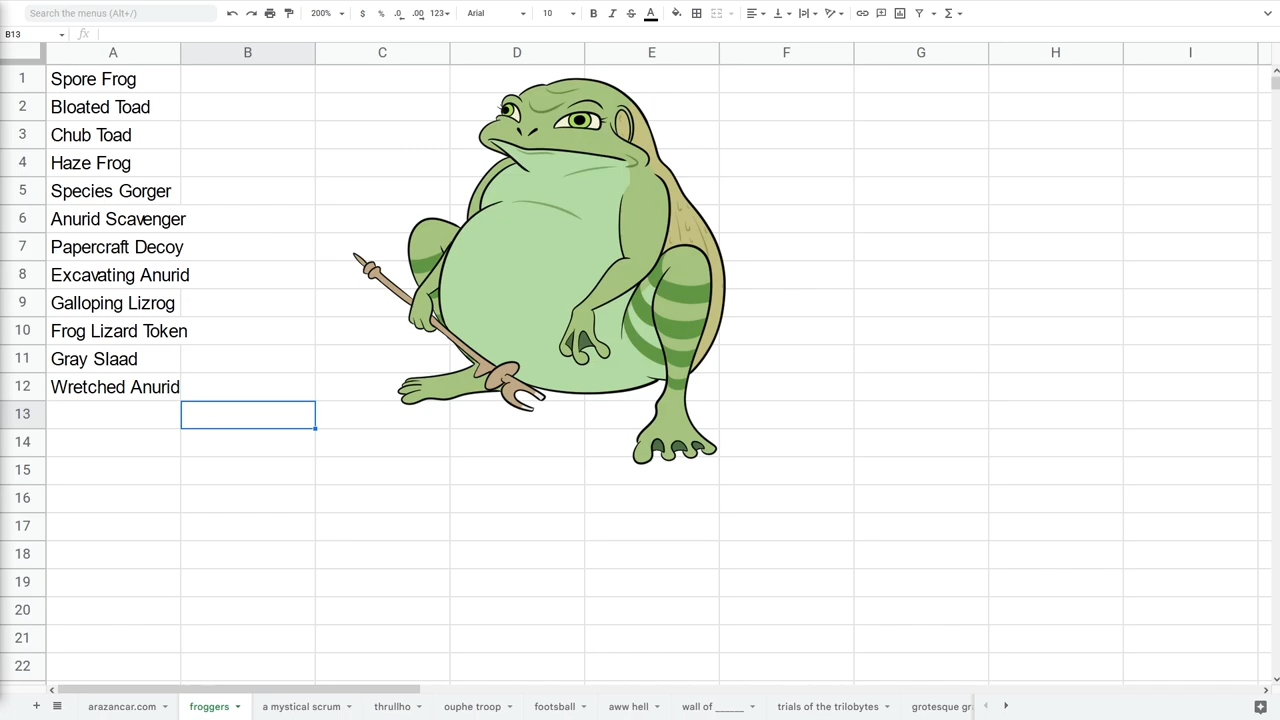 Search the menus (Alt+/)
200%
$
%
.0
.00
123
Arial
10
B
I
S
A
B13
fx
A B C D E F G H I
1 Spore Frog
2 Bloated Toad
3 Chub Toad
4 Haze Frog
5 Species Gorger
6 Anurid Scavenger
7 Papercraft Decoy
8 Excavating Anurid
9 Galloping Lizrog
10 Frog Lizard Token
11 Gray Slaad
12 Wretched Anurid
13
14
15
16
17
18
19
20
21
22
arazancar.com froggers a mystical scrum thrullho ouphe troop football aww hell wall of ______ trials of the trilobytes grotesque gr